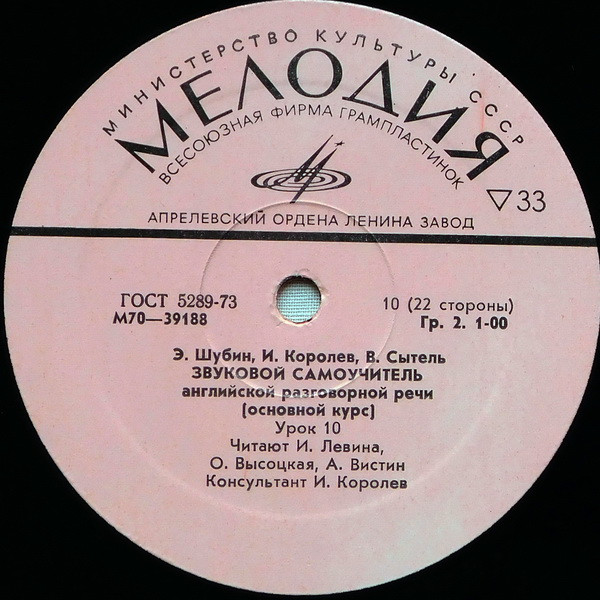 МИНИСТЕРСТВО КУЛЬТУРЫ СССР
МЕЛОДИЯ
ВСЕСОЮЗНАЯ ФИРМА ГРАМПЛАСТИНОК
▽33
АПРЕЛЕВСКИЙ ОРДЕНА ЛЕНИНА ЗАВОД
ГОСТ 5289-73
М70—39188
10 (22 стороны)
Гр. 2. 1-00
Э. Шубин, И. Королев, В. Сытель
ЗВУКОВОЙ САМОУЧИТЕЛЬ
английской разговорной речи
(основной курс)
Урок 10
Читают И. Левина,
О. Высоцкая, А. Вистин
Консультант И. Королев